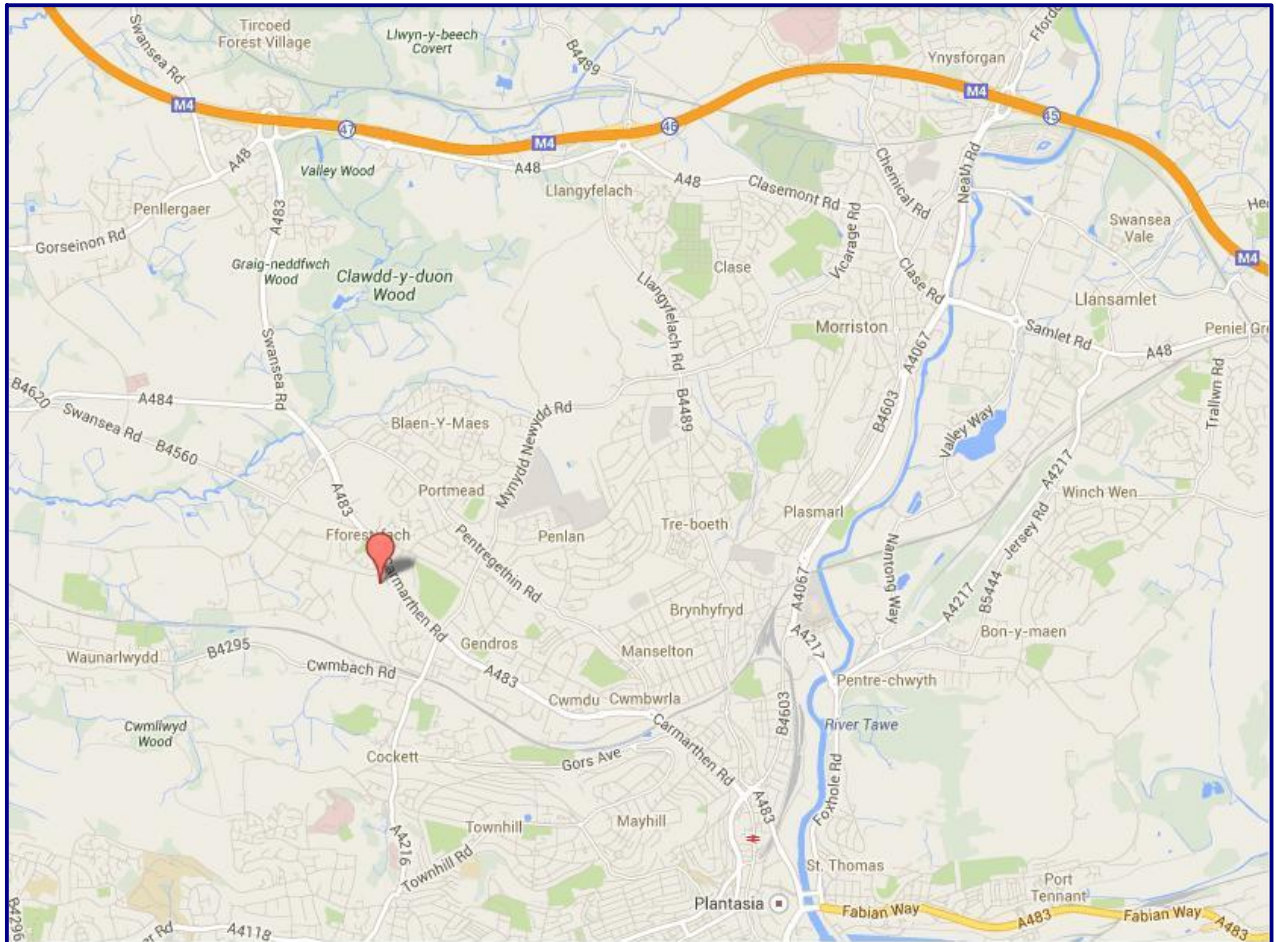 Tircoed
Forest Village
Swansea Rd
Llwyn-y-beech
Covert
B4489
Ynysforgan
M4
47
M4
46
M4
45
A48
Valley Wood
A48
Llangyfelach
A48
Clasemont Rd
Chemical Rd
Neath Rd
Penllergaer
A483
Vicarage Rd
Swansea
Vale
Gorseinon Rd
Graig-neddfwch
Wood
Clawdd-y-duon
Wood
Clase
M4
Llangyfelach Rd
Clase Rd
Llansamlet
Swansea Rd
Morriston
A4067
Samlet Rd
A48
B4620
A484
Swansea Rd
B4560
Blaen-Y-Maes
Mynydd Newydd Rd
B4489
B4603
Valley Way
Trallwn Rd
A483
Portmead
A4217
Winch Wen
Plasmarl
Tre-boeth
Penlan
Pentregethin Rd
Jersey Rd
Carmarthen Rd
Nantong Way
A4067
A4217
B5444
Brynhyfryd
A4217
Bon-y-maen
Gendros
Manselton
Waunarlwydd
B4295
Cwmbach Rd
A483
Pentre-chwyth
Cwmdu
Cwmbwrla
B4603
River Tawe
Cwmllwyd
Wood
Carmarthen Rd
Cockett
Gors Ave
Foxhole Rd
A483
Townhill
Mayhill
A4216
Townhill Rd
St. Thomas
Port
Tennant
Plantasia
Fabian Way
A483
Fabian Way
A483
B4296
A4118